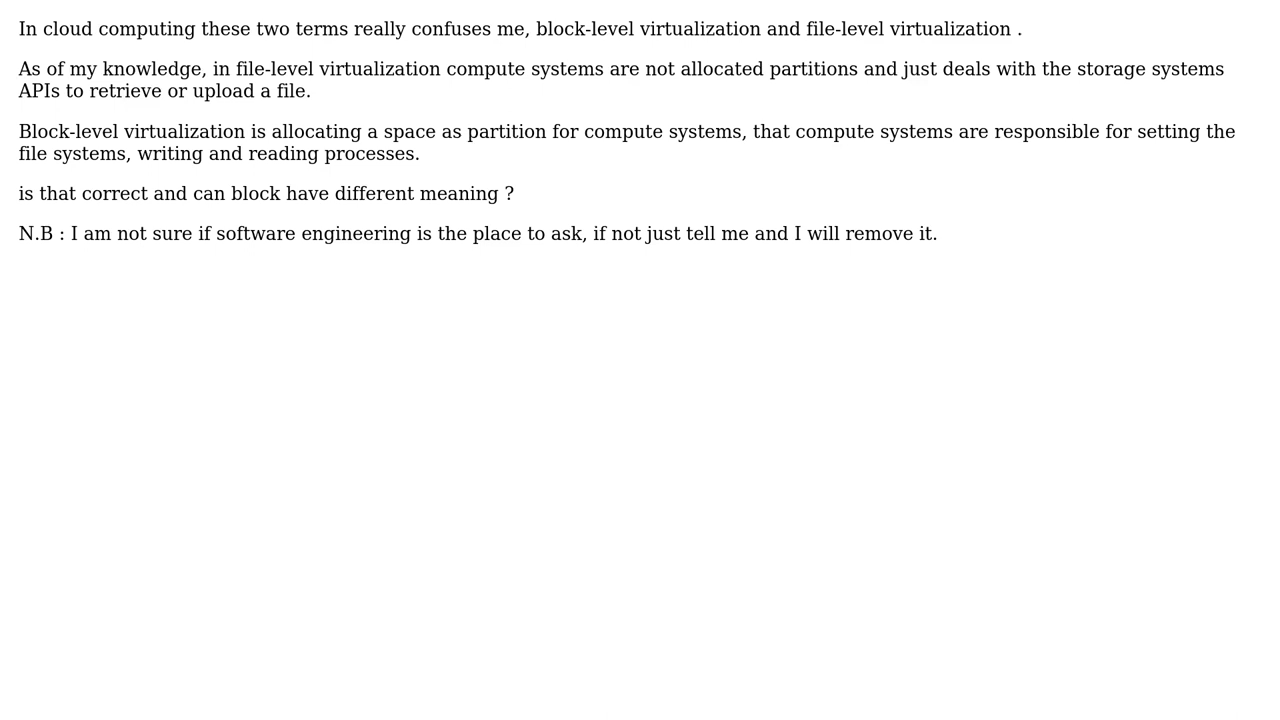 In cloud computing these two terms really confuses me, block-level virtualization and file-level virtualization .
As of my knowledge, in file-level virtualization compute systems are not allocated partitions and just deals with the storage systems
APIs to retrieve or upload a file.
Block-level virtualization is allocating a space as partition for compute systems, that compute systems are responsible for setting the
file systems, writing and reading processes.
is that correct and can block have different meaning ?
N.B : I am not sure if software engineering is the place to ask, if not just tell me and I will remove it.